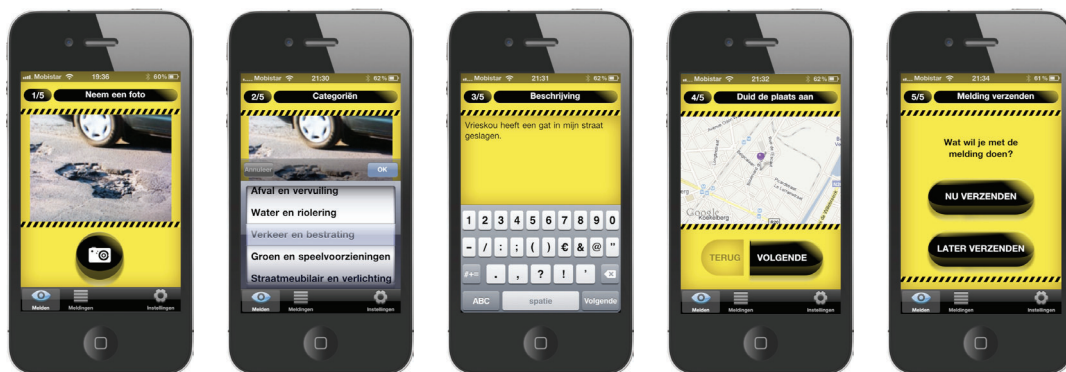 Mobistar 19:36 60%
1/5 Neem een foto
Melden Meldingen Instellingen
Mobistar 21:30 62%
2/5 Categoriën
Annuleer OK
Afval en vervuiling
Water en riolering
Verkeer en bestrating
Groen en speelvoorzieningen
Straatmeubilair en verlichting
Melden Meldingen Instellingen
Mobistar 21:31 62%
3/5 Beschrijving
Vrieskou heeft een gat in mijn straat
geslagen.
1 2 3 4 5 6 7 8 9 0
- / : ; ( ) € & @ "
#+= . , ? ! '
ABC spatie Volgende
Mobistar 21:32 62%
4/5 Duid de plaats aan
Google
Koekelberg
TERUG VOLGENDE
Melden Meldingen Instellingen
Mobistar 21:34 61%
5/5 Melding verzenden
Wat wil je met de
melding doen?
NU VERZENDEN
LATER VERZENDEN
Melden Meldingen Instellingen